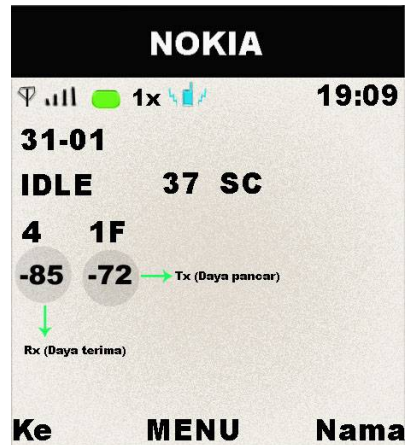 NOKIA
1x 19:09
31-01
IDLE 37 SC
4 1F
-85 -72 Tx (Daya pancar)
Rx (Daya terima)
Ke MENU Nama